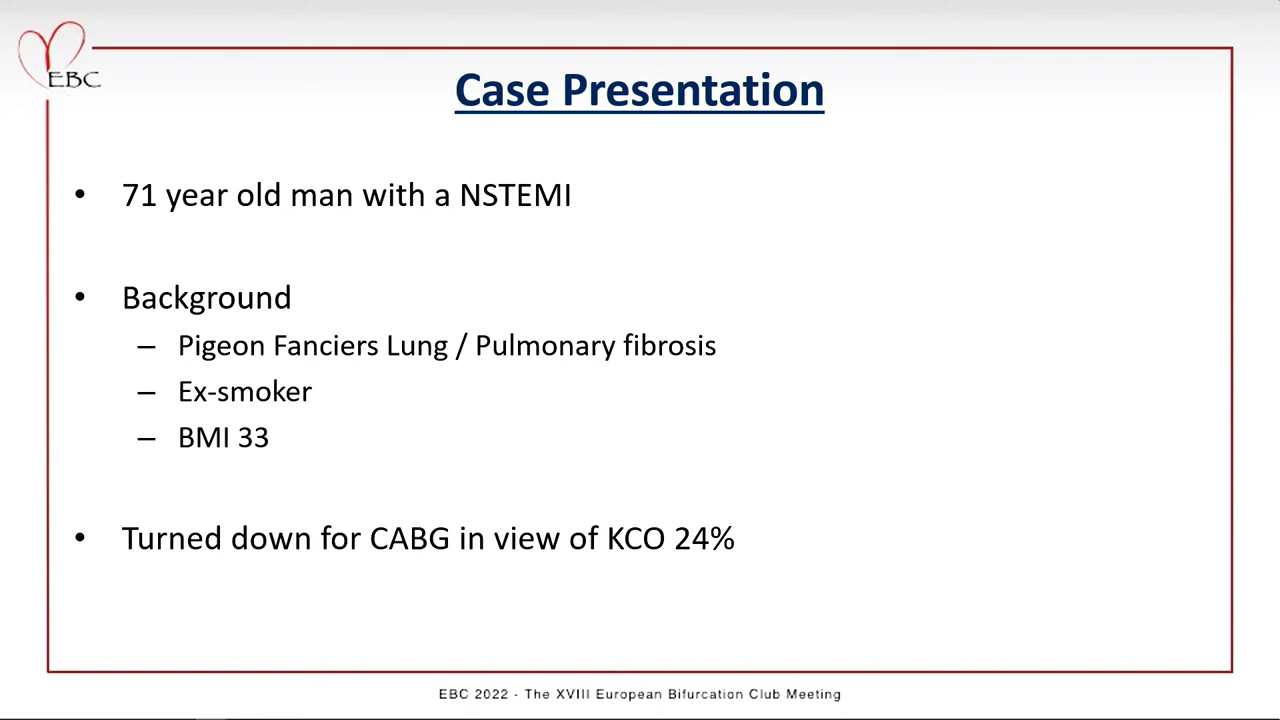 EBC
Case Presentation
• 71 year old man with a NSTEMI
• Background
– Pigeon Fanciers Lung / Pulmonary fibrosis
– Ex-smoker
– BMI 33
• Turned down for CABG in view of KCO 24%
EBC 2022 - The XVIII European Bifurcation Club Meeting